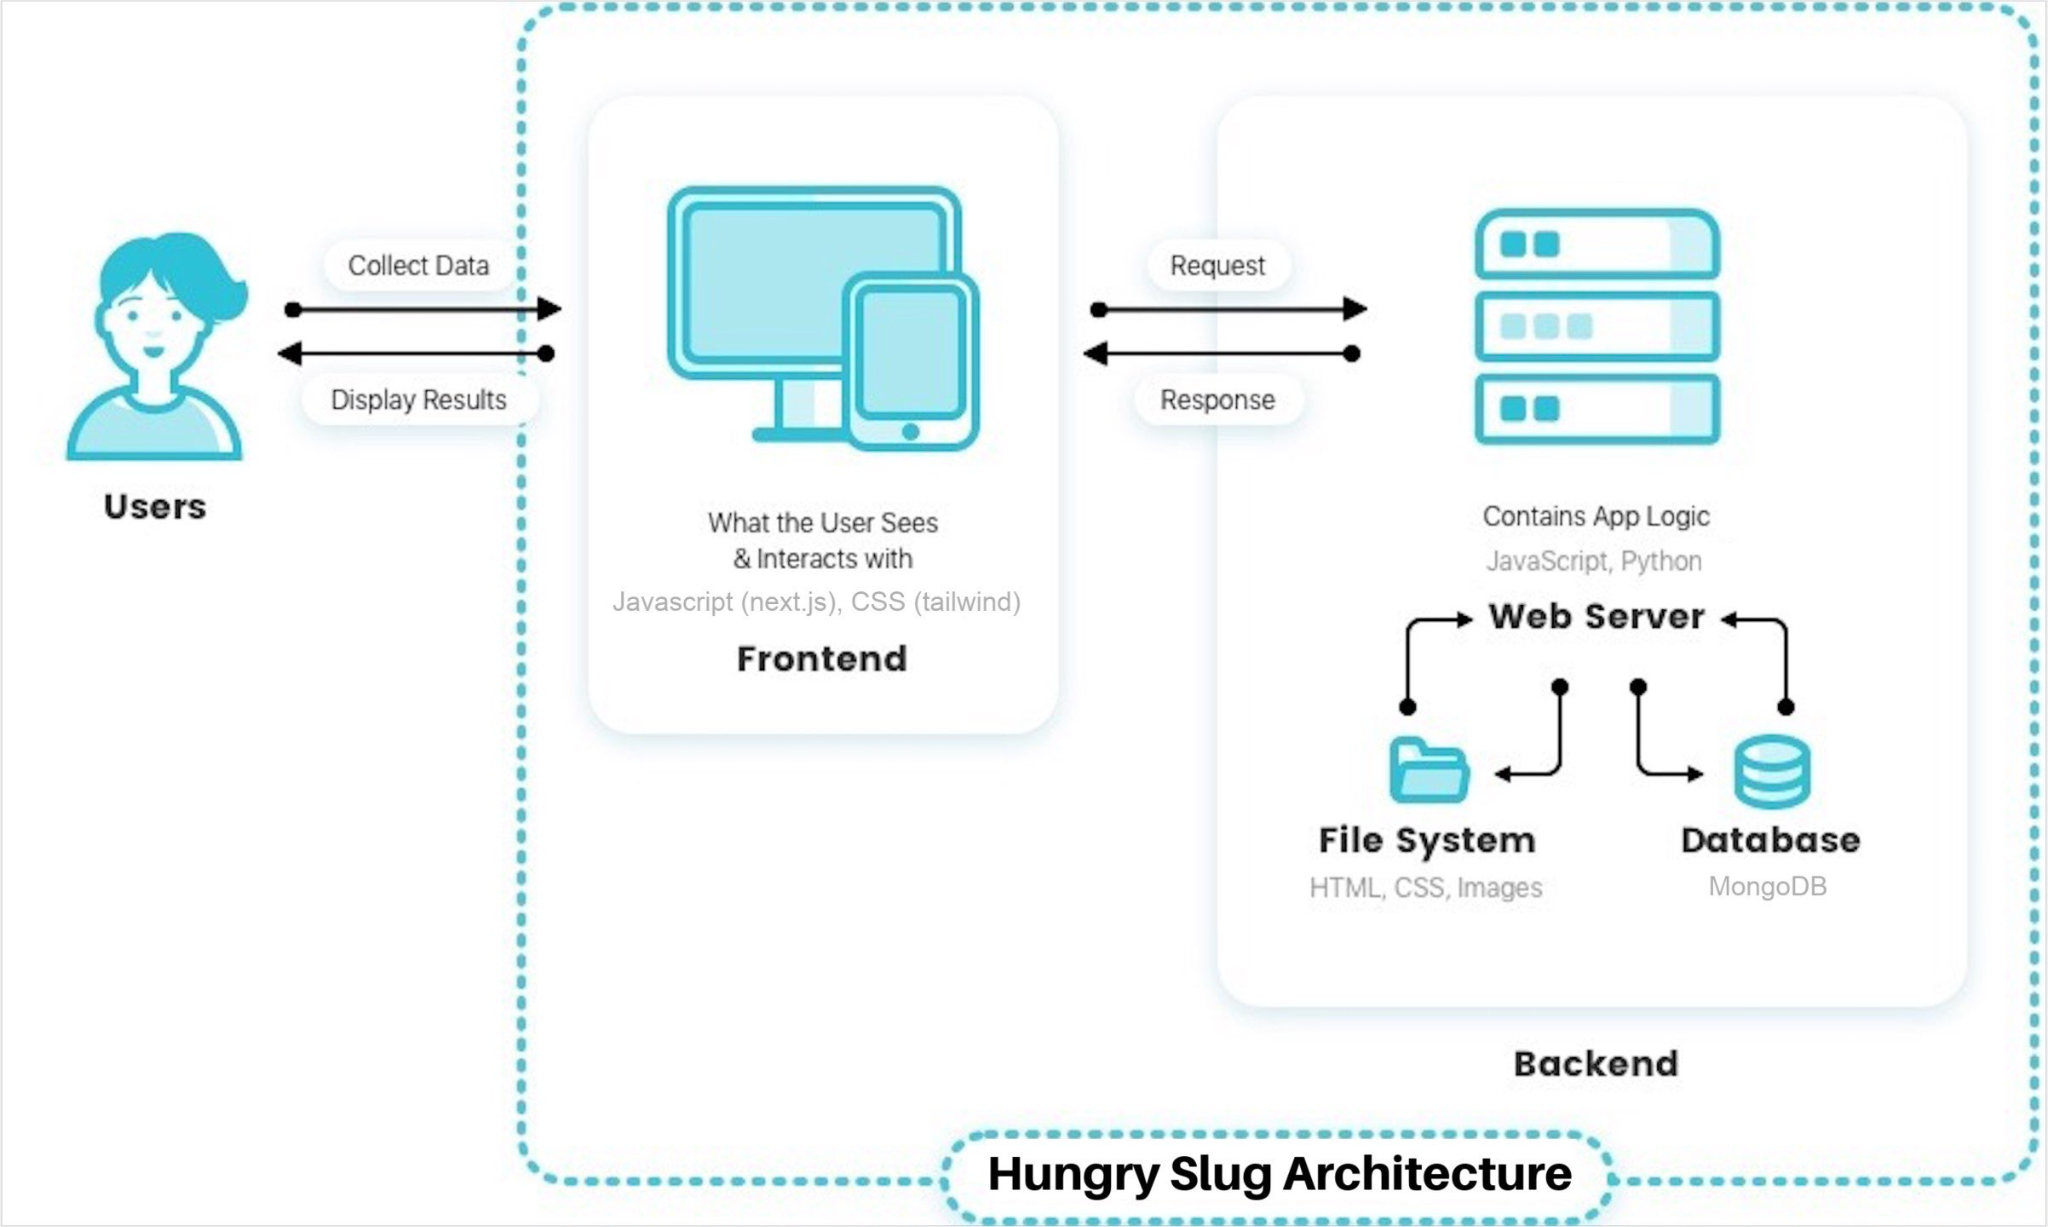 Collect Data
Display Results
Users
What the User Sees
& Interacts with
Javascript (next.js), CSS (tailwind)
Frontend
Request
Response
Contains App Logic
JavaScript, Python
Web Server
File System
HTML, CSS, Images
Database
MongoDB
Backend
Hungry Slug Architecture